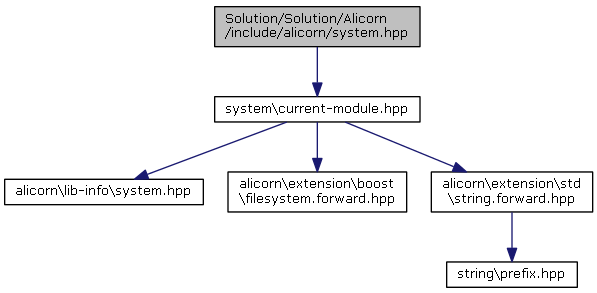 Solution/Solution/Alicorn
/include/alicorn/system.hpp
system\current-module.hpp
alicorn\lib-info\system.hpp
alicorn\extension\boost
\filesystem.forward.hpp
alicorn\extension\std
\string.forward.hpp
string\prefix.hpp